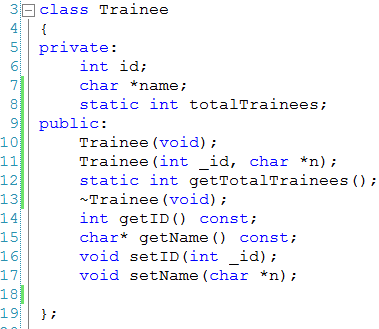 3 class Trainee
4 {
5 private:
6     int id;
7     char *name;
8     static int totalTrainees;
9 public:
10     Trainee(void);
11     Trainee(int _id, char *n);
12     static int getTotalTrainees();
13     ~Trainee(void);
14     int getID() const;
15     char* getName() const;
16     void setID(int _id);
17     void setName(char *n);
18
19 };